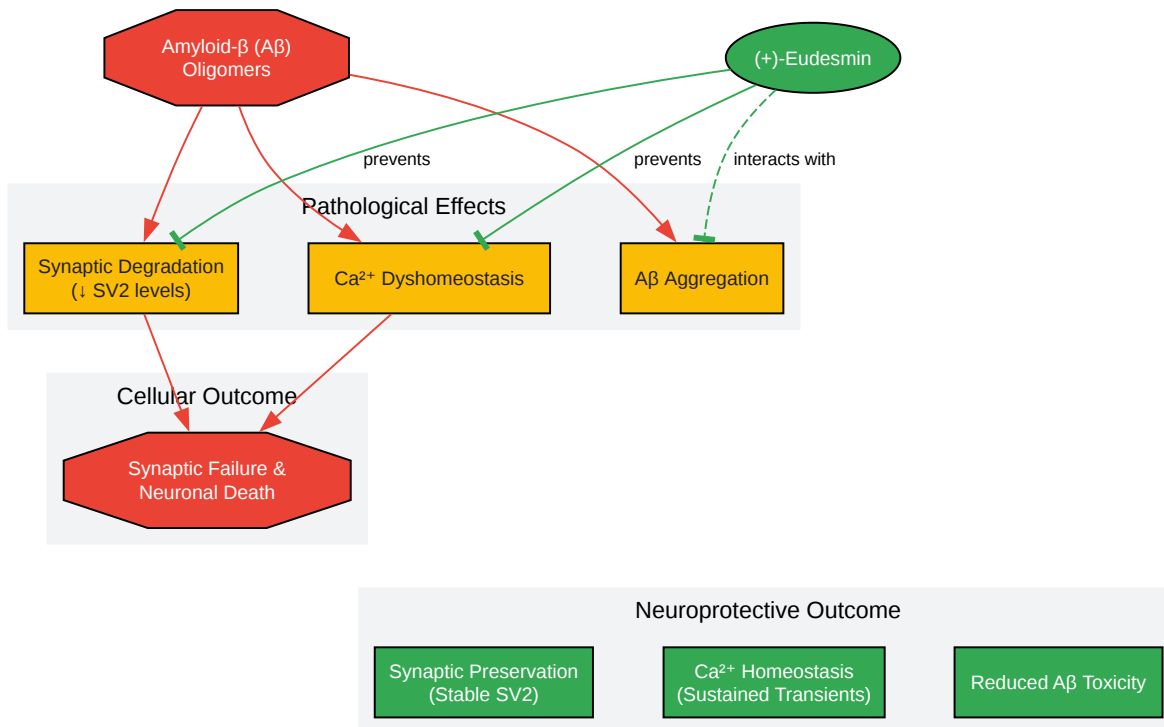 Amyloid-β (Aβ)
Oligomers
(+)-Eudesmin
prevents
prevents
interacts with
Pathological Effects
Synaptic Degradation
(↓ SV2 levels)
Ca²⁺ Dyshomeostasis
Aβ Aggregation
Cellular Outcome
Synaptic Failure &
Neuronal Death
Neuroprotective Outcome
Synaptic Preservation
(Stable SV2)
Ca²⁺ Homeostasis
(Sustained Transients)
Reduced Aβ Toxicity